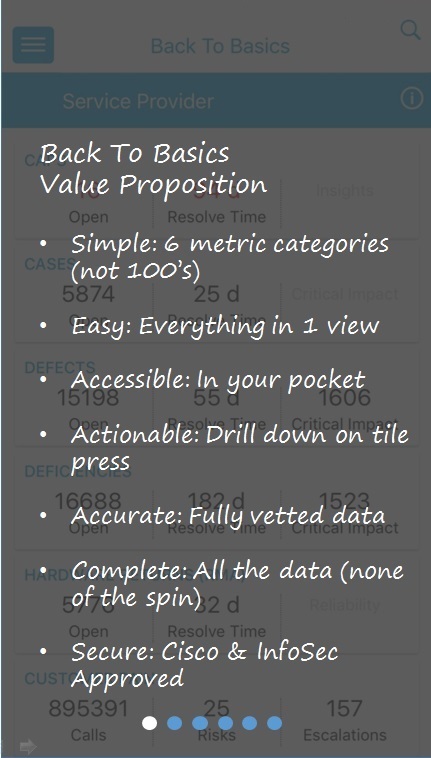 Back To Basics
Service Provider
Back To Basics
Value Proposition
Insights
Open Resolve Time
• Simple: 6 metric categories
(not 100's)
CASES
5874 25 d Critical Impact
• Easy: Everything in 1 view
DEFECTS
• Accessible: In your pocket
15198 55 d 1606
Open Resolve Time Critical Impact
• Actionable: Drill down on tile
press
DEFICIENCIES
16688 182 d 1523
• Accurate: Fully vetted data
Open Resolve Time Critical Impact
• Complete: All the data (none
of the spin)
Reliability
Open Resolve Time
• Secure: Cisco & InfoSec
Approved
895391 25 157
Calls Risks Escalations